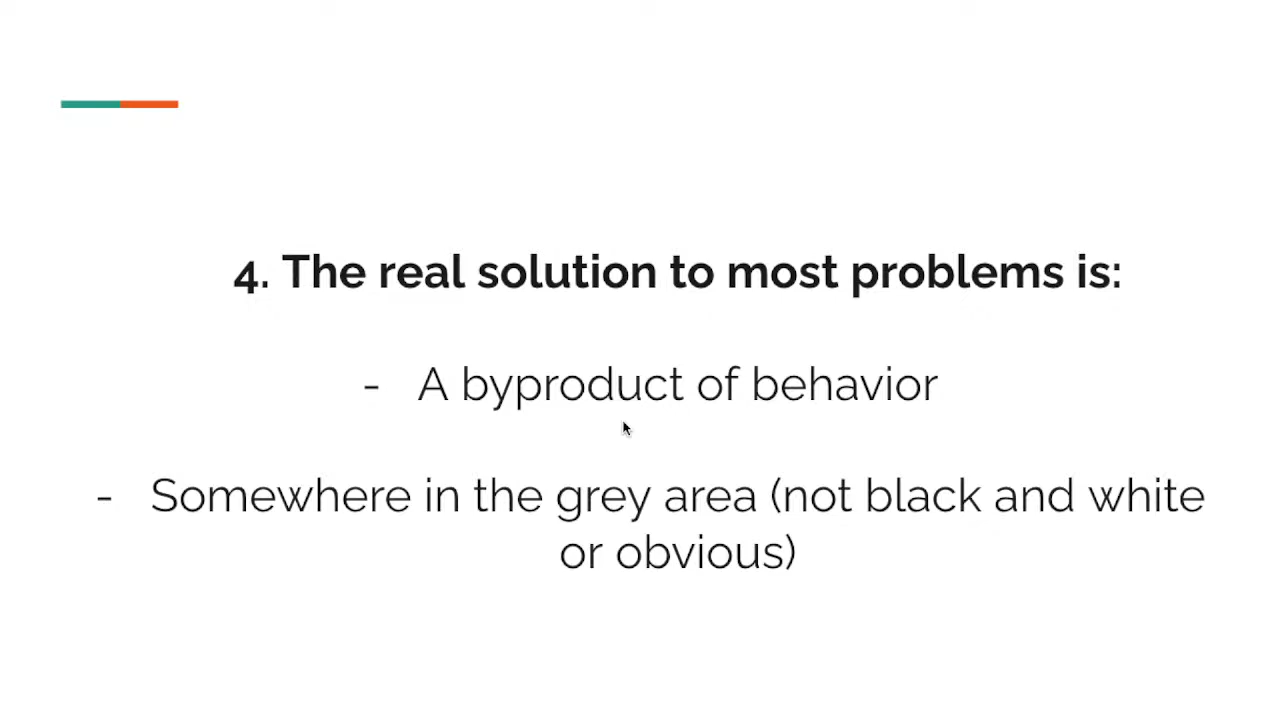 4. The real solution to most problems is:
- A byproduct of behavior
- Somewhere in the grey area (not black and white
or obvious)